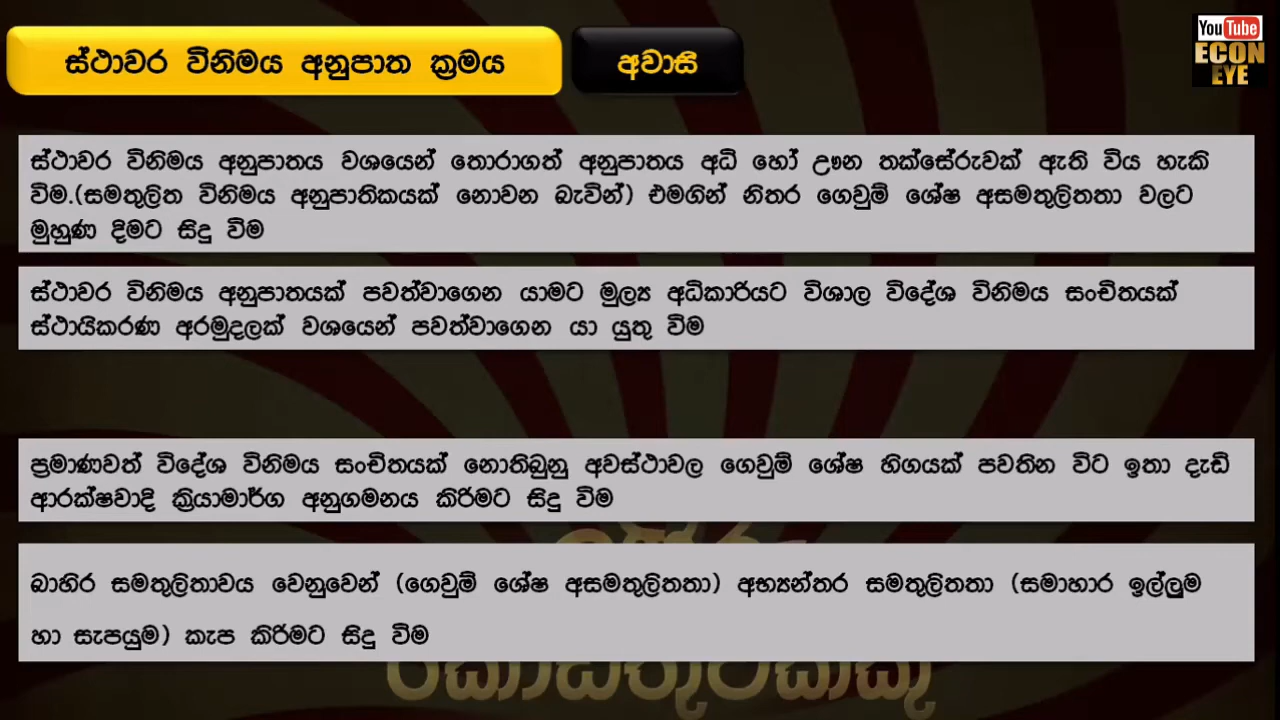 ස්ථාවර විනිමය අනුපාත ක්‍රමය
අවාසි
YouTube
ECON
EYE
ස්ථාවර විනිමය අනුපාතය වශයෙන් තොරාගත් අනුපාතය අධි හෝ ඌන තක්සේරුවක් ඇති විය හැකි
විම.(සමතුලිත විනිමය අනුපාතිකයක් නොවන බැවින්) එමගින් නිතර ගෙවුම් ශේෂ අසමතුලිතතා වලට
මුහුණ දිමට සිදු විම
ස්ථාවර විනිමය අනුපාතයක් පවත්වාගෙන යාමට මුල්‍ය අධිකාරියට විශාල විදේශ විනිමය සංචිතයක්
ස්ථායිකරණ අරමුදලක් වශයෙන් පවත්වාගෙන යා යුතු විම
ප්‍රමාණවත් විදේශ විනිමය සංචිතයක් නොතිබුනු අවස්ථාවල ගෙවුම් ශේෂ හිගයක් පවතින විට ඉතා දැඩි
ආරක්ෂවාදි ක්‍රියාමාර්ග අනුගමනය කිරිමට සිදු විම
බාහිර සමතුලිතාවය වෙනුවෙන් (ගෙවුම් ශේෂ අසමතුලිතතා) අභ්‍යන්තර සමතුලිතතා (සමාහාර ඉල්ලුම
හා සැපයුම) කැප කිරිමට සිදු විම